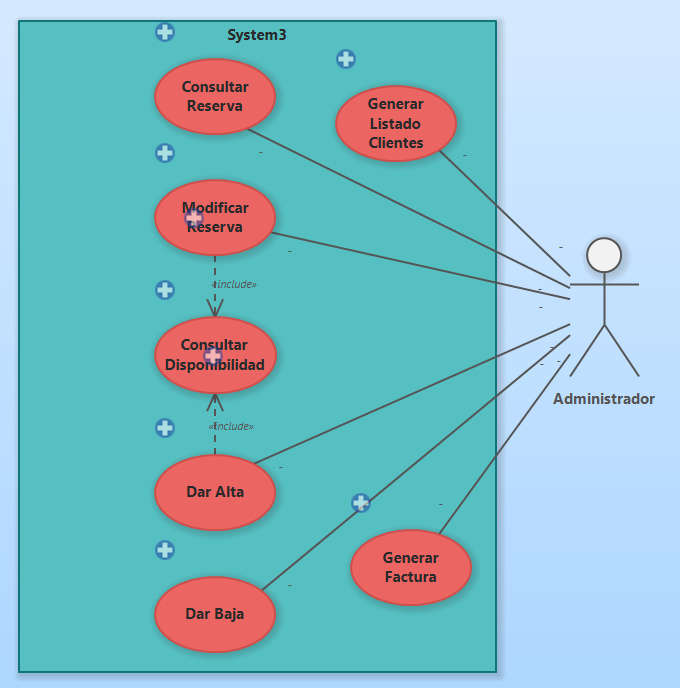 System3
Consultar
Reserva
Generar
Listado
Clientes
Modificar
Reserva
«include»
Consultar
Disponibilidad
Administrador
«include»
Dar Alta
Generar
Factura
Dar Baja